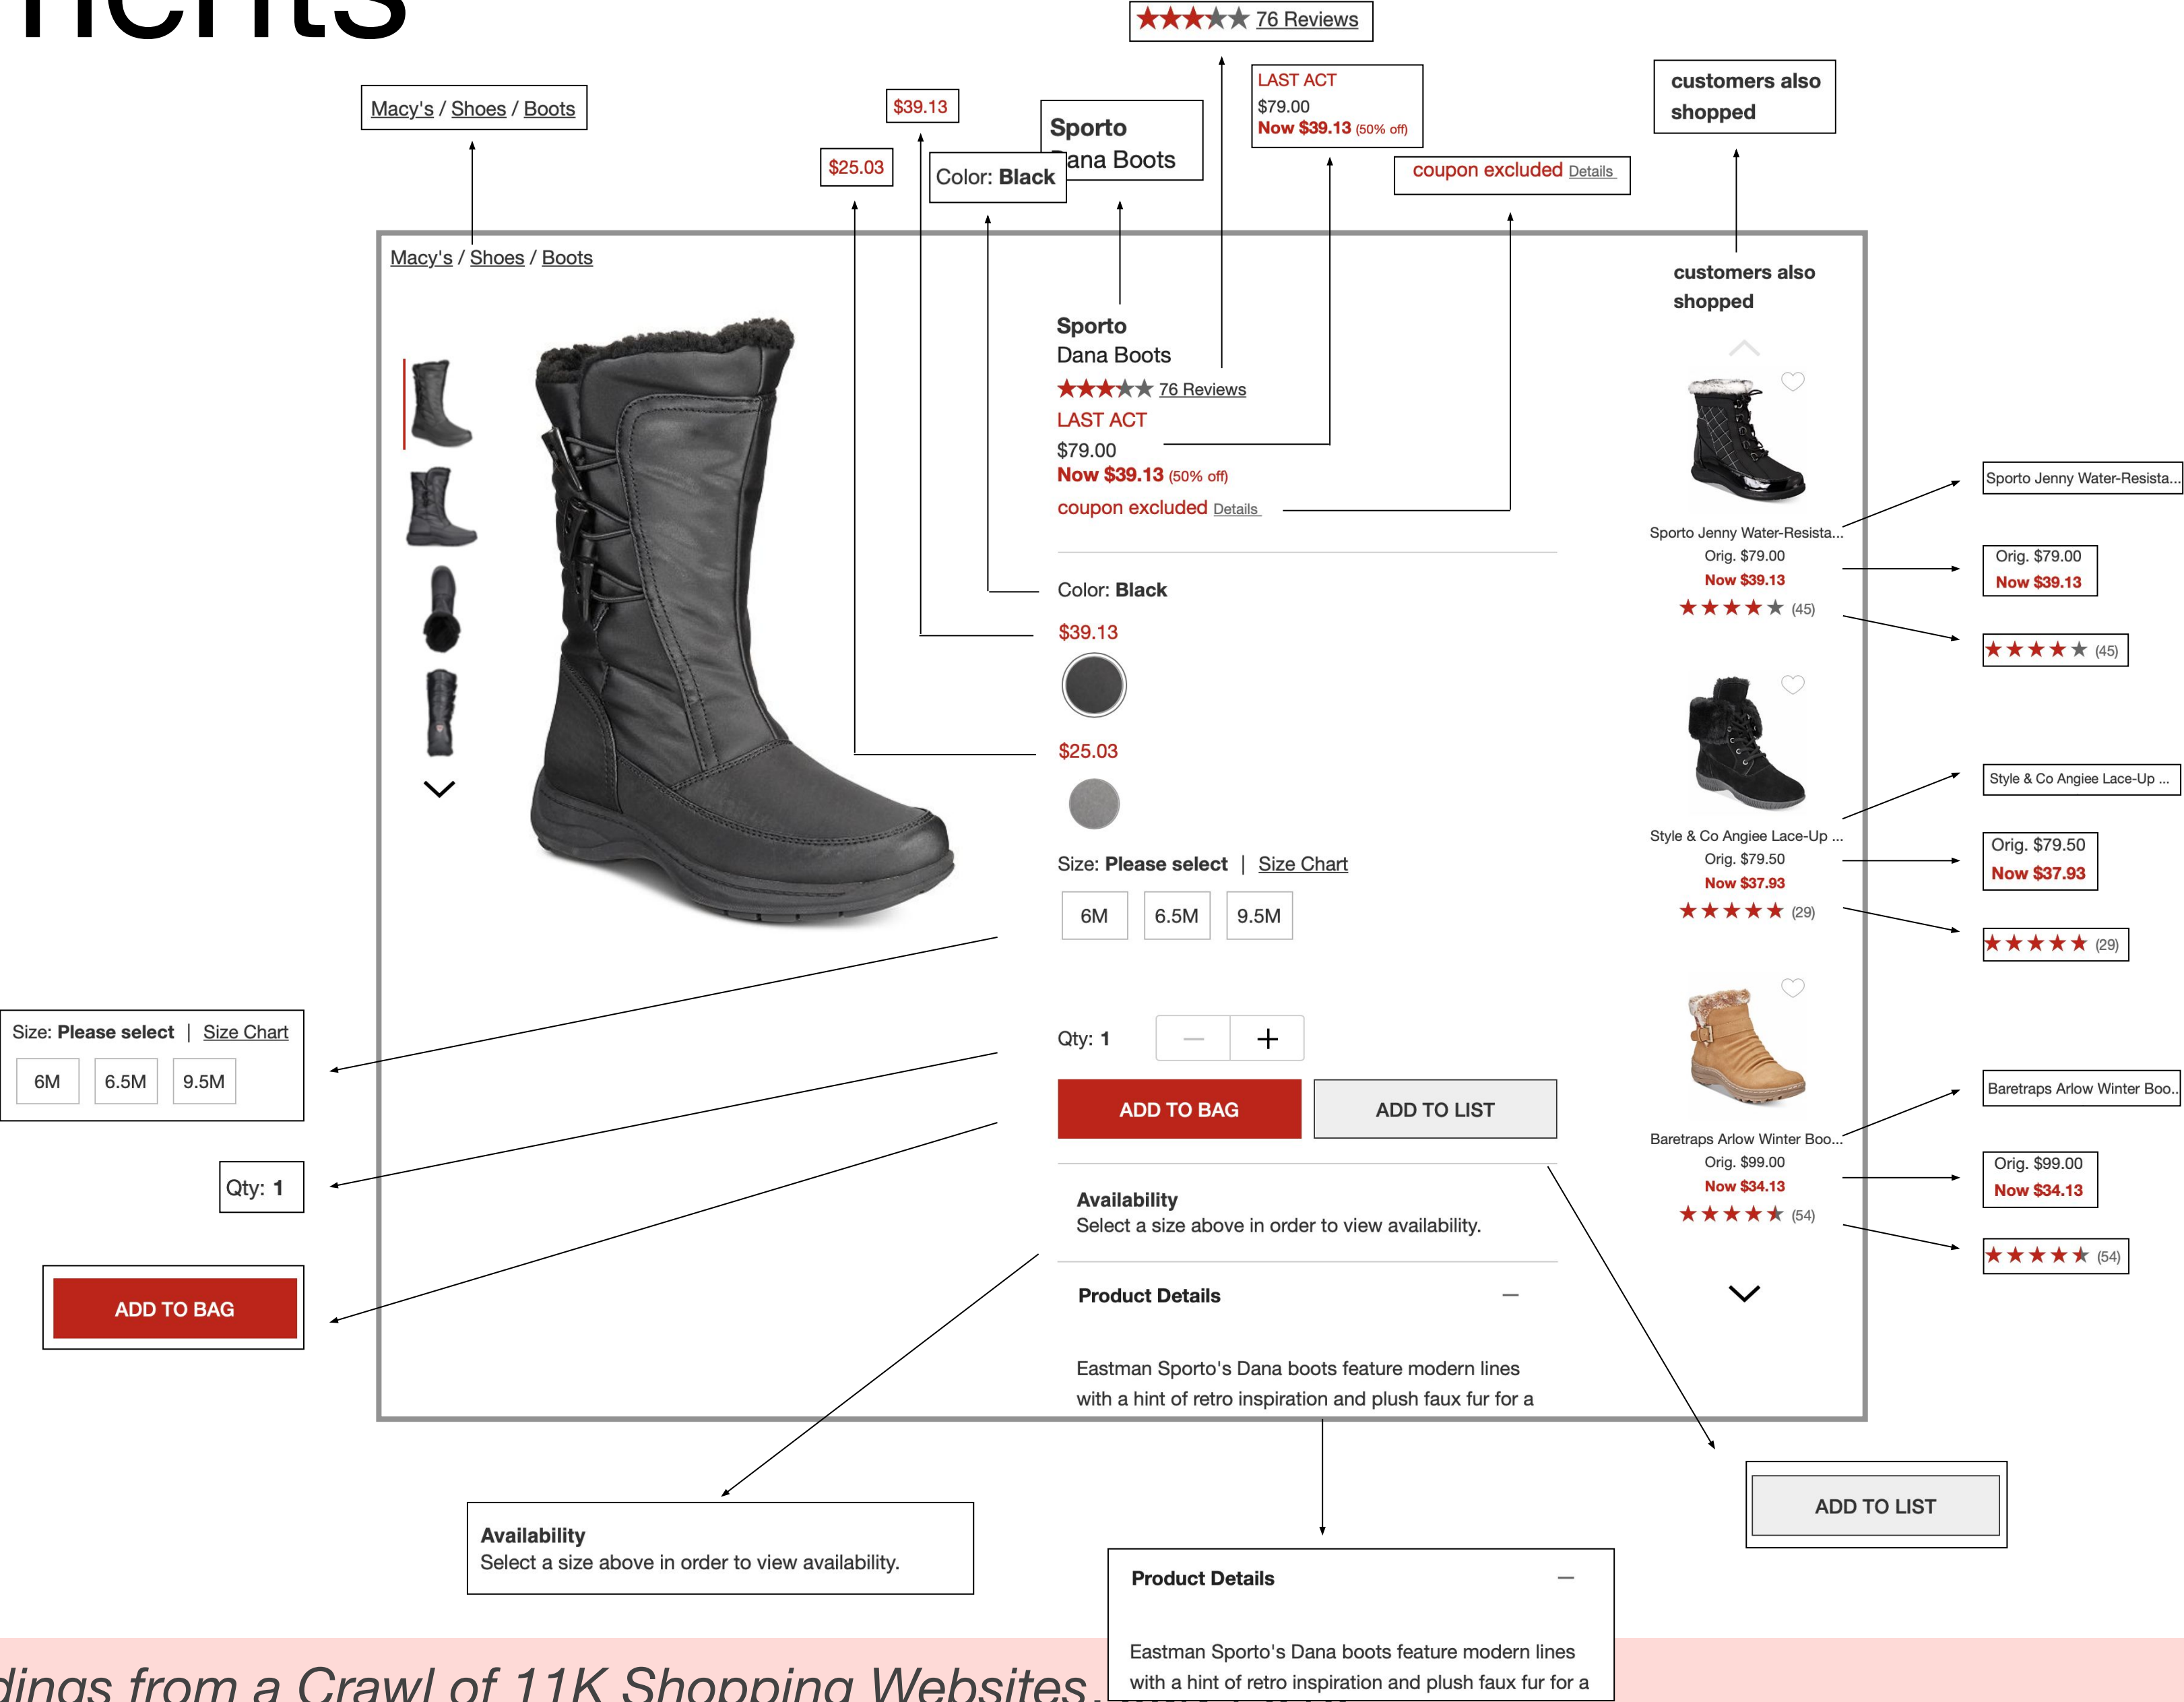 76 Reviews
Macy's / Shoes / Boots
$39.13
LAST ACT
$79.00
Now $39.13 (50% off)
customers also
shopped
Sporto
Dana Boots
$25.03
Color: Black
coupon excluded Details
Macy's / Shoes / Boots
customers also
shopped
Sporto
Dana Boots
76 Reviews
LAST ACT
$79.00
Now $39.13 (50% off)
coupon excluded Details
Color: Black
$39.13
$25.03
Size: Please select | Size Chart
6M 6.5M 9.5M
Qty: 1
ADD TO BAG ADD TO LIST
Availability
Select a size above in order to view availability.
Product Details
Eastman Sporto's Dana boots feature modern lines
with a hint of retro inspiration and plush faux fur for a
Sporto Jenny Water-Resista...
Orig. $79.00
Now $39.13
(45)
Style & Co Angiee Lace-Up ...
Orig. $79.50
Now $37.93
(29)
Baretraps Arlow Winter Boo...
Orig. $99.00
Now $34.13
(54)
Sporto Jenny Water-Resista...
Orig. $79.00
Now $39.13
(45)
Style & Co Angiee Lace-Up ...
Orig. $79.50
Now $37.93
(29)
Baretraps Arlow Winter Boo..
Orig. $99.00
Now $34.13
(54)
Size: Please select | Size Chart
6M 6.5M 9.5M
Qty: 1
ADD TO BAG
Availability
Select a size above in order to view availability.
ADD TO LIST
Product Details
Eastman Sporto's Dana boots feature modern lines
with a hint of retro inspiration and plush faux fur for a
dings from a Crawl of 11K Shopping Websites,